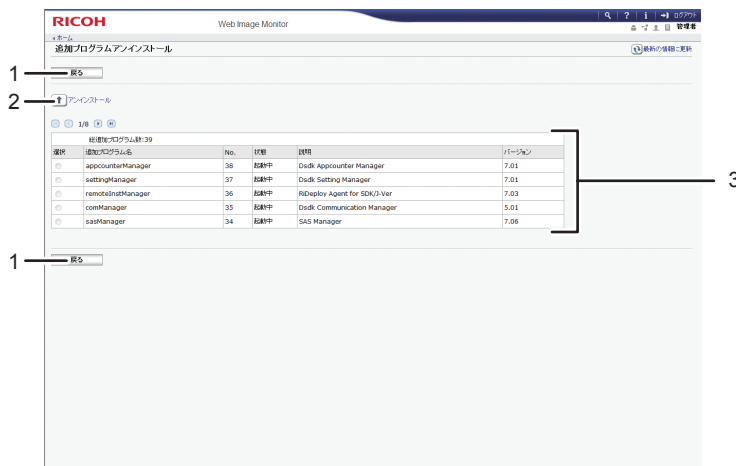 RICOH
Web Image Monitor
? i ログアウト
管理者
ホーム
追加プログラムアンインストール
最新の情報に更新
1 戻る
2 アンインストール
1/8
総追加プログラム数:39
選択 追加プログラム名 No. 状態 説明 バージョン
appcounterManager 38 起動中 Dsdk Appcounter Manager 7.01
settingManager 37 起動中 Dsdk Setting Manager 7.01
remoteInstManager 36 起動中 RiDeploy Agent for SDK/J-Ver 7.03
comManager 35 起動中 Dsdk Communication Manager 5.01
sasManager 34 起動中 SAS Manager 7.06
3
1 戻る